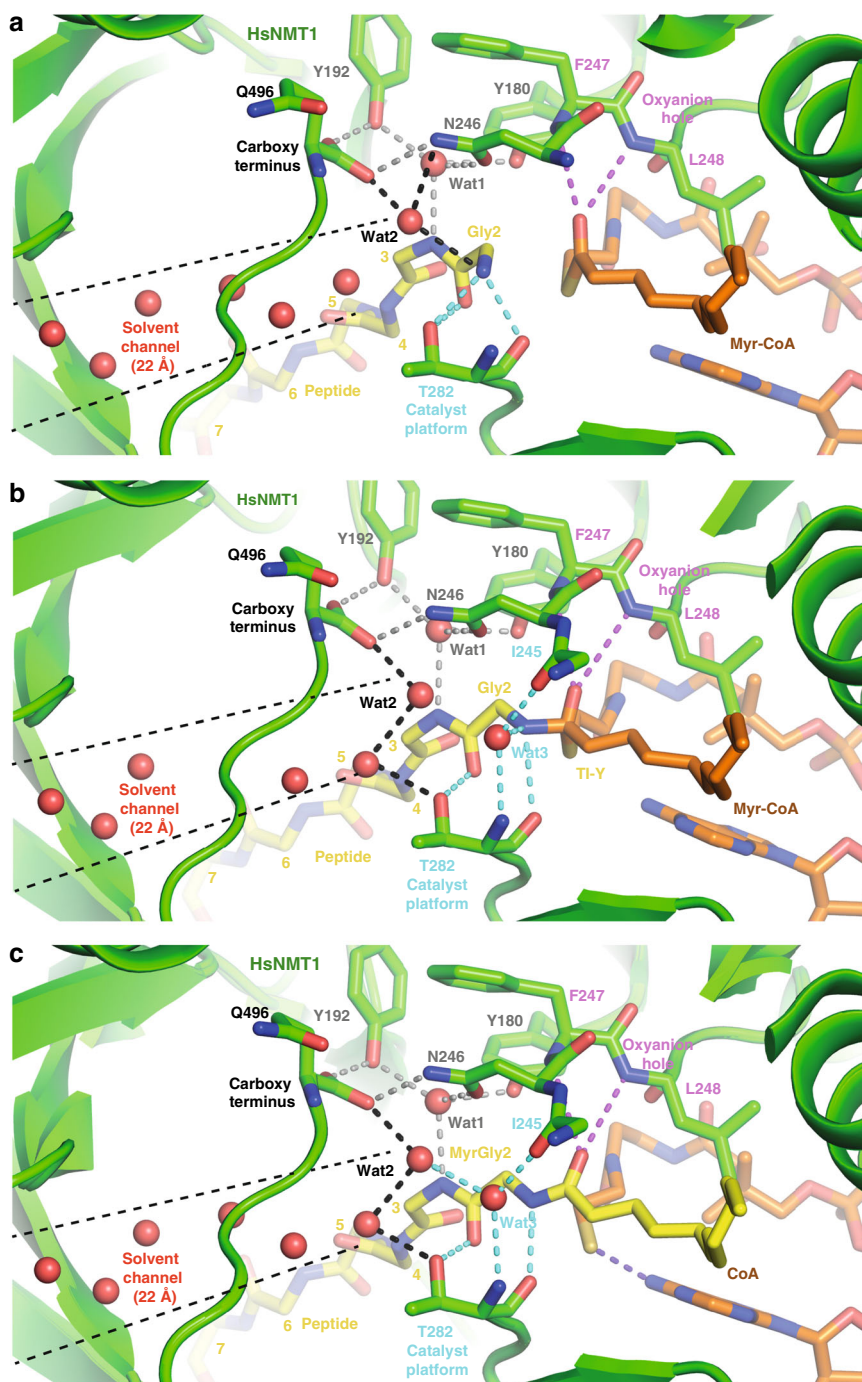 a
HsNMT1
Y192
F247
Q496
Y180
Oxyanion
hole
N246
Carboxy
terminus
Wat1
L248
Wat2
Gly2
3
5
Solvent
channel
(22 Å)
4
Myr-CoA
6 Peptide
T282
Catalyst
platform
7
b
HsNMT1
Y192
F247
Q496
Y180
Oxyanion
hole
N246
Carboxy
terminus
L248
Wat1
I245
Gly2
Wat2
3
Wat3
5
TI-Y
Solvent
channel
(22 Å)
4
Myr-CoA
Peptide
6
T282
Catalyst
platform
7
c
HsNMT1
Y192
F247
Q496
Y180
Oxyanion
hole
N246
Carboxy
terminus
L248
Wat1
I245
MyrGly2
Wat2
3
Wat3
5
Solvent
channel
(22 Å)
4
CoA
Peptide
6
T282
Catalyst
platform
7